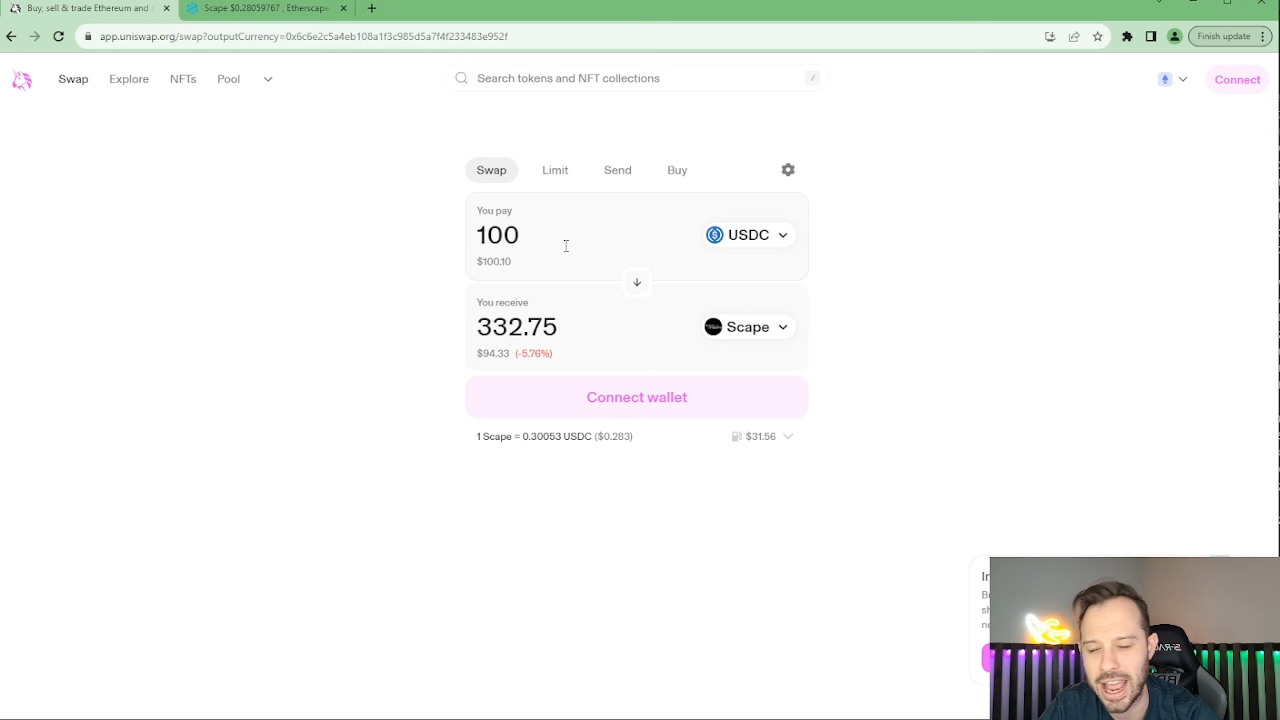 Buy, sell & trade Ethereum and
Scape $0.28059767 , Etherscape
app.uniswap.org/swap?outputCurrency=0x6c6e2c5a4eb108a1f3c985d5a7f4f233483e952f
Finish update
Swap Explore NFTs Pool
Search tokens and NFT collections
/
Connect
Swap Limit Send Buy
You pay
100
USDC
$100.10
You receive
332.75
Scape
$94.33 (-5.76%)
Connect wallet
1 Scape = 0.30053 USDC ($0.283)
$31.56